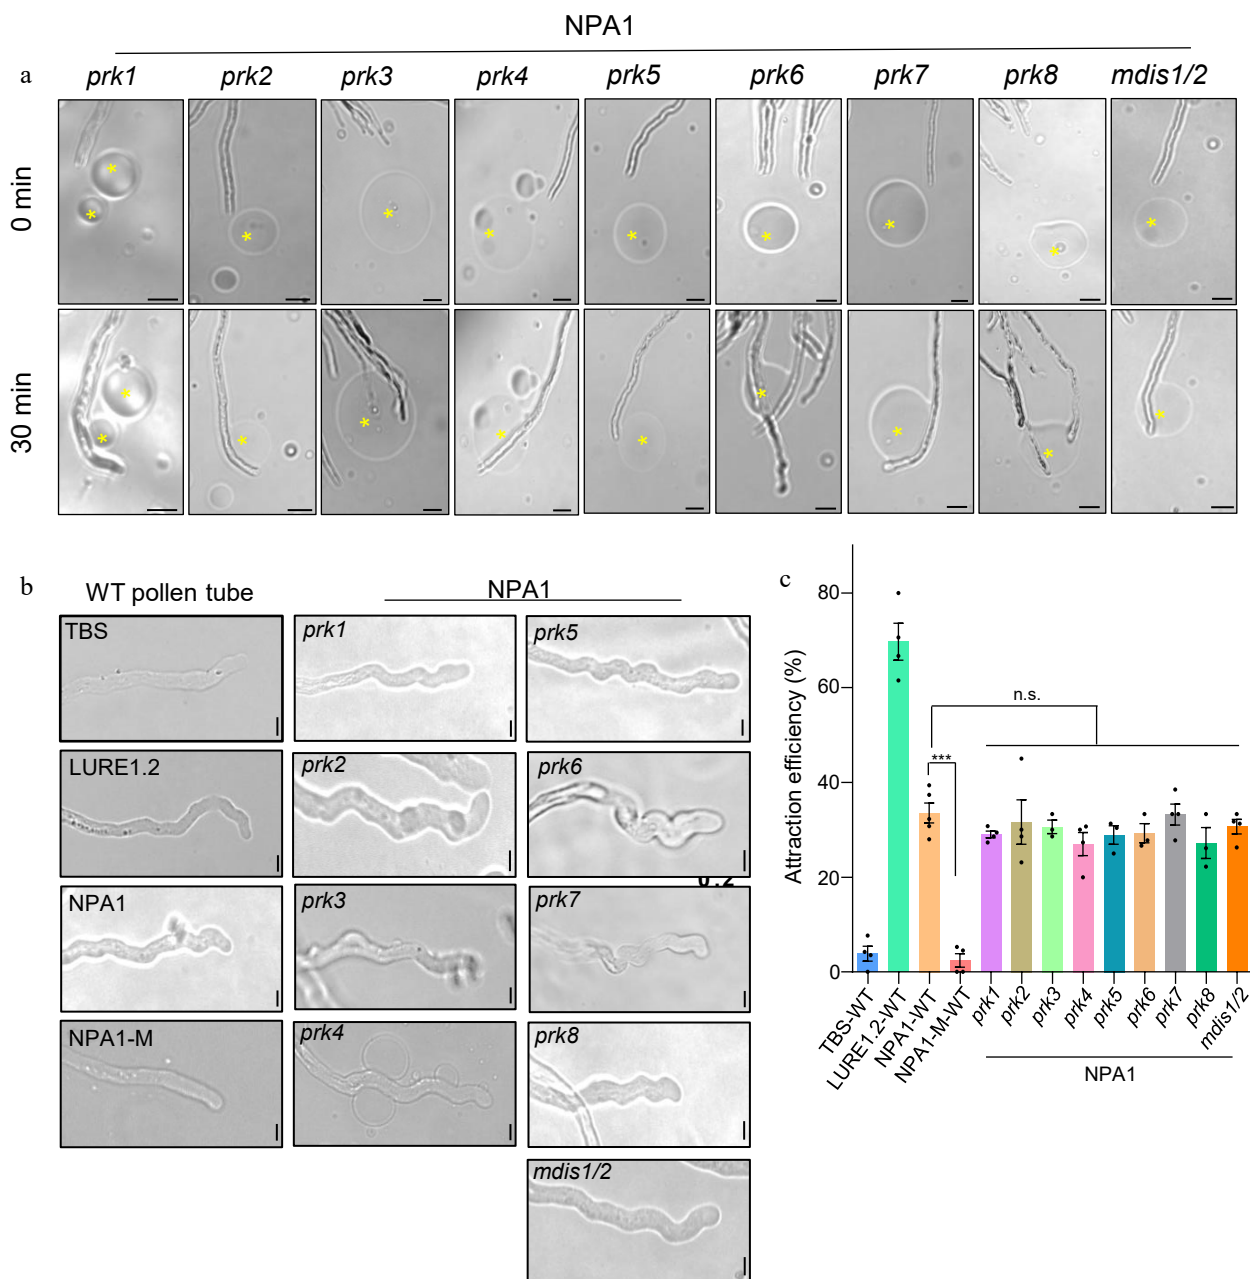 NPA1
a
prk1 prk2 prk3 prk4 prk5 prk6 prk7 prk8 mdis1/2
0 min
30 min
b
WT pollen tube
NPA1
TBS
prk1
prk5
LURE1.2
prk2
prk6
NPA1
prk3
prk7
NPA1-M
prk4
prk8
mdis1/2
c
Attraction efficiency (%)
80
60
40
20
0
n.s.
***
TBS-WT
LURE1.2-WT
NPA1-WT
NPA1-M-WT
prk1
prk2
prk3
prk4
prk5
prk6
prk7
prk8
mdis1/2
NPA1